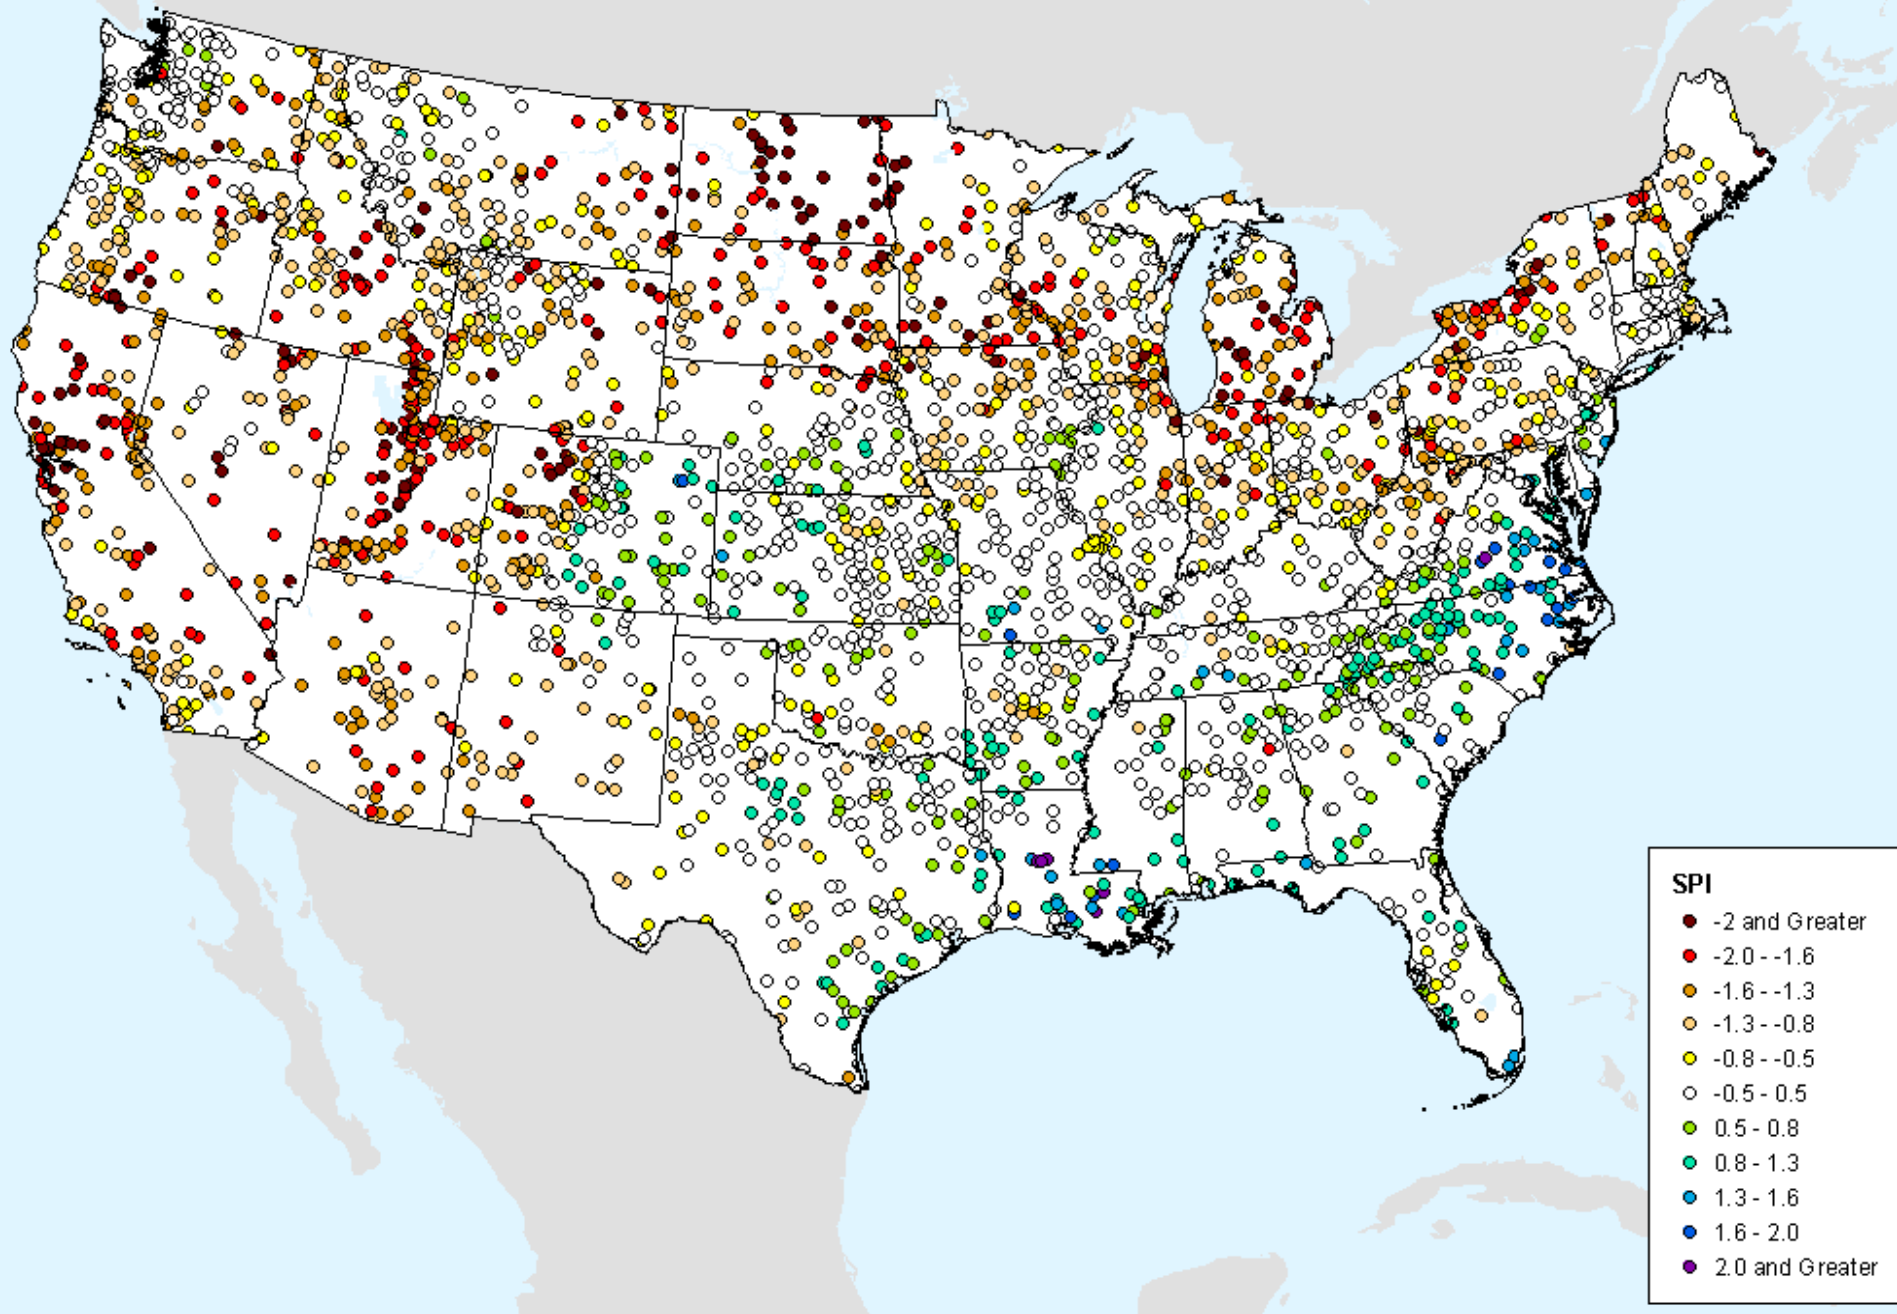 SPI
-2 and Greater
-2.0 - -1.6
-1.6 - -1.3
-1.3 - -0.8
-0.8 - -0.5
-0.5 - 0.5
0.5 - 0.8
0.8 - 1.3
1.3 - 1.6
1.6 - 2.0
2.0 and Greater